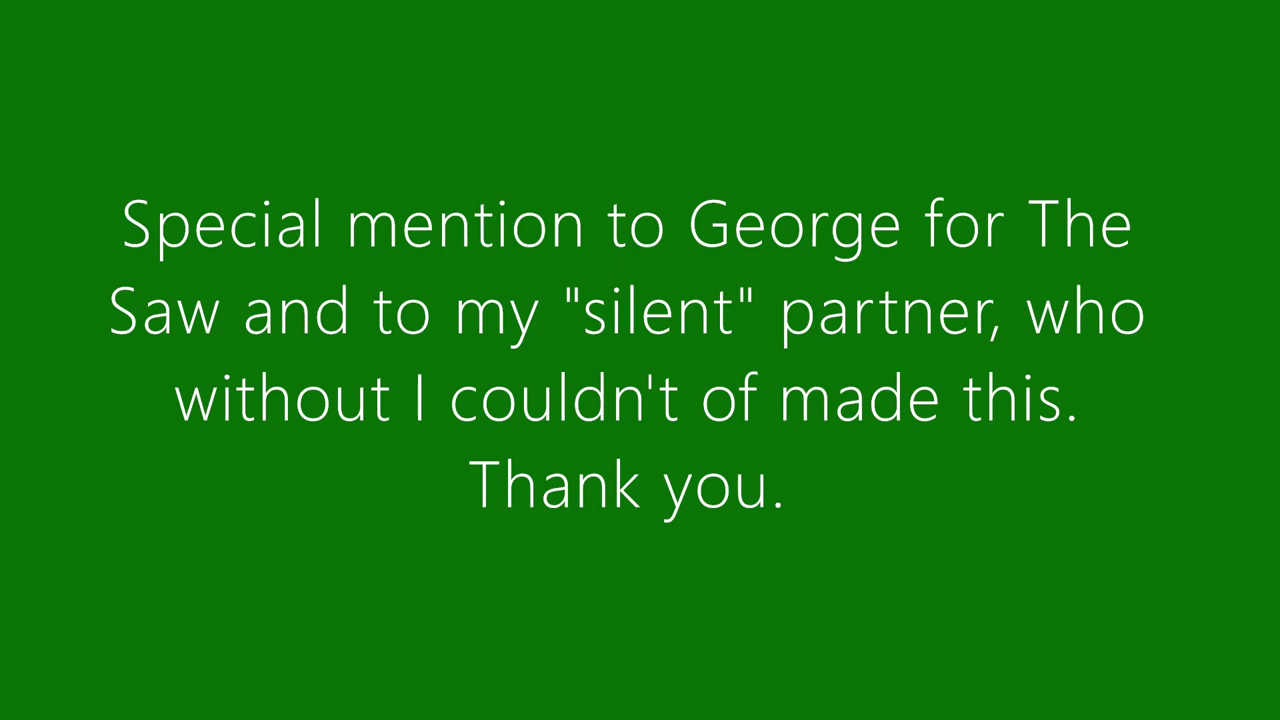 Special mention to George for The
Saw and to my "silent" partner, who
without I couldn't of made this.
Thank you.